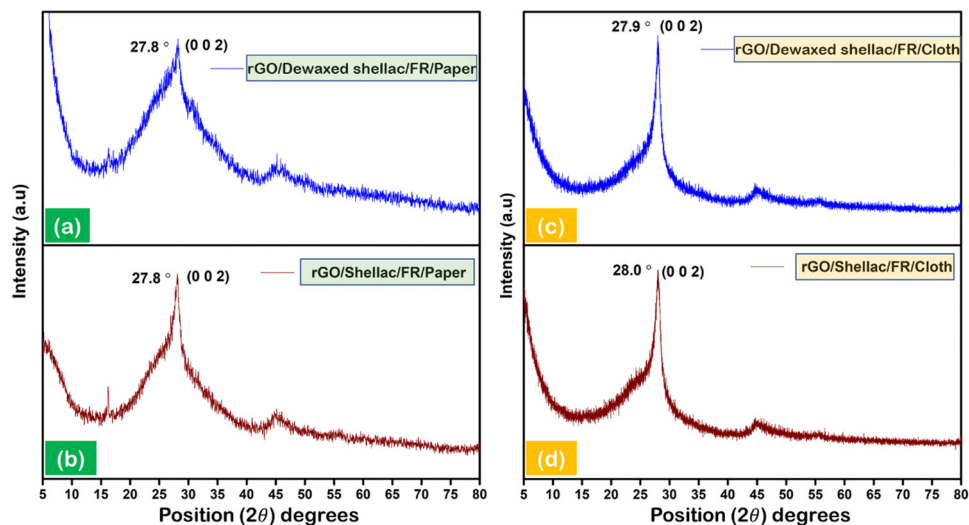 27.8 ° (0 0 2)
rGO/Dewaxed shellac/FR/Paper
(a)
27.8 ° (0 0 2)
rGO/Shellac/FR/Paper
(b)
Intensity (a.u)
5 10 15 20 25 30 35 40 45 50 55 60 65 70 75 80
Position (2θ) degrees
27.9 ° (0 0 2)
rGO/Dewaxed shellac/FR/Cloth
(c)
28.0 ° (0 0 2)
rGO/Shellac/FR/Cloth
(d)
Intensity (a.u)
5 10 15 20 25 30 35 40 45 50 55 60 65 70 75 80
Position (2θ) degrees